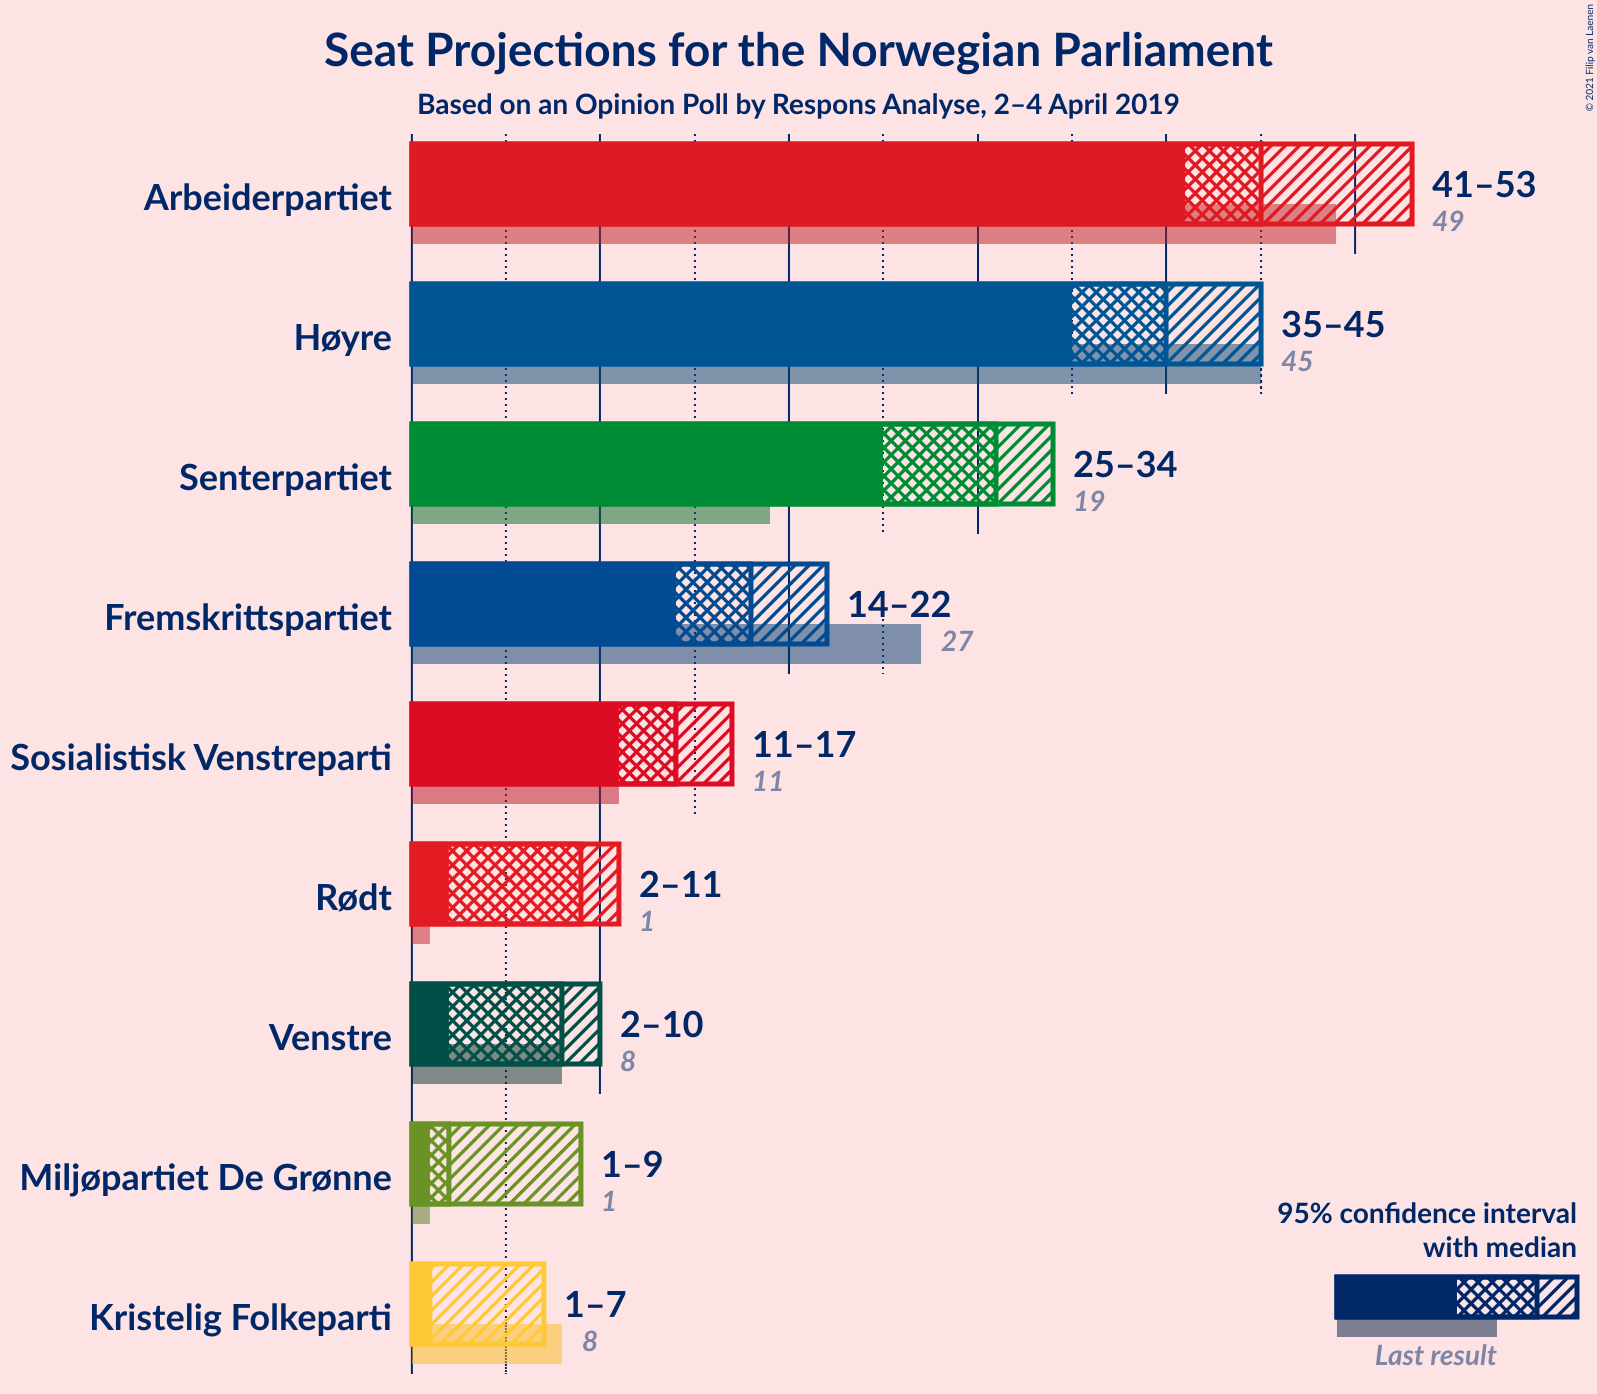 Seat Projections for the Norwegian Parliament
Based on an Opinion Poll by Respons Analyse, 2–4 April 2019
© 2021 Filip van Laenen
Arbeiderpartiet
41–53
49
Høyre
35–45
45
Senterpartiet
25–34
19
Fremskrittspartiet
14–22
27
Sosialistisk Venstreparti
11–17
11
Rødt
2–11
1
Venstre
2–10
8
Miljøpartiet De Grønne
1–9
1
Kristelig Folkeparti
1–7
8
95% confidence interval
with median
Last result